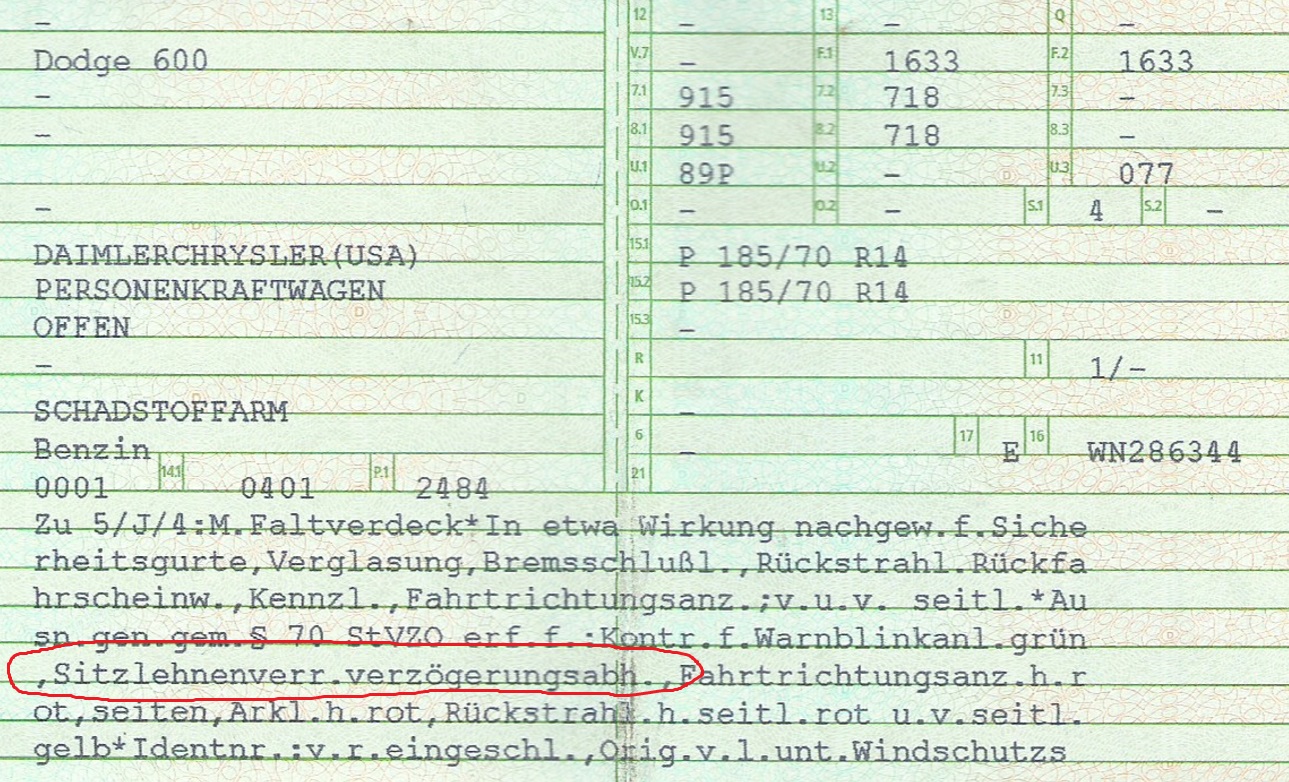 –
12 – 13 – Q –
Dodge 600
V.7 – F.1 1633 F.2 1633
–
7.1 915 7.2 718 7.3 –
–
8.1 915 8.2 718 8.3 –
U.1 89P U.2 – U.3 077
–
O.1 – O.2 – S.1 4 S.2 –
DAIMLERCHRYSLER(USA)
15.1 P 185/70 R14
PERSONENKRAFTWAGEN
15.2 P 185/70 R14
OFFEN
15.3 –
–
R 11 1/–
SCHADSTOFFARM
K –
Benzin
6 – 17 E 16 WN286344
0001 14.1 0401 P.1 2484
21
Zu 5/J/4:M.Faltverdeck*In etwa Wirkung nachgew.f.Siche
rheitsgurte,Verglasung,Bremsschlußl.,Rückstrahl.Rückfa
hrscheinw.,Kennzl.,Fahrtrichtungsanz.;v.u.v. seitl.*Au
sn.gen.gem.§ 70 StVZO erf.f.:Kontr.f.Warnblinkanl.grün
,Sitzlehnenverr.verzögerungsabh.,Fahrtrichtungsanz.h.r
ot,seiten,Arkl.h.rot,Rückstrahl.h.seitl.rot u.v.seitl.
gelb*Identnr.:v.r.eingeschl.,Orig.v.l.unt.Windschutzs